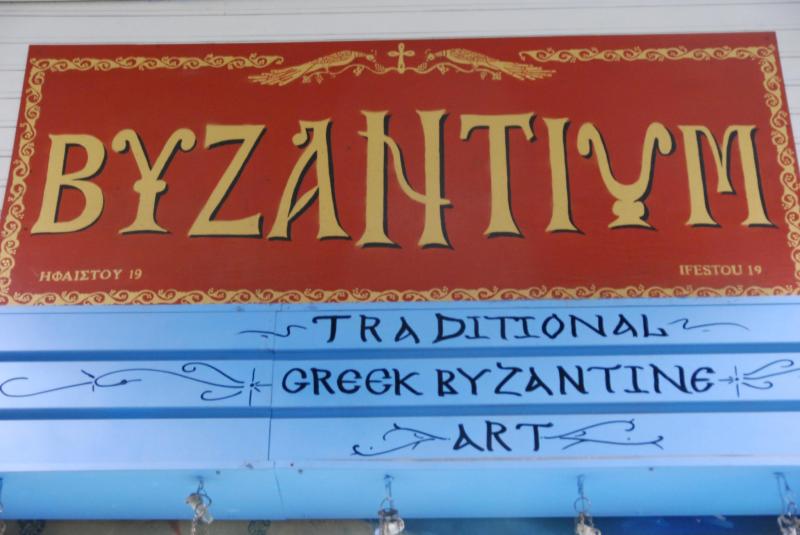 BYZANTIUM
ΗΦΑΙΣΤΟΥ 19
IFESTOU 19
TRADITIONAL
GREEK BYZANTINE
ART